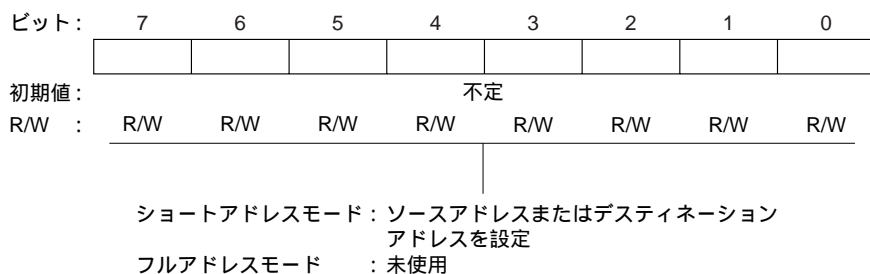 ビット: 7 6 5 4 3 2 1 0
初期値: 不定
R/W : R/W R/W R/W R/W R/W R/W R/W R/W
ショートアドレスモード : ソースアドレスまたはデスティネーション
アドレスを設定
フルアドレスモード : 未使用